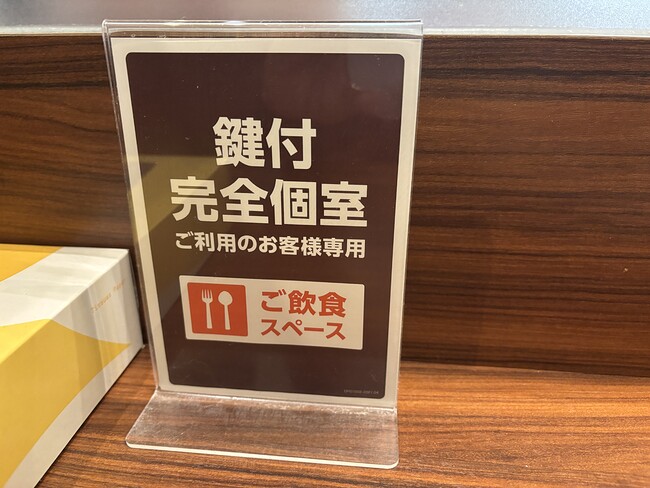 鍵付
完全個室
ご利用のお客様専用
ご飲食
スペース